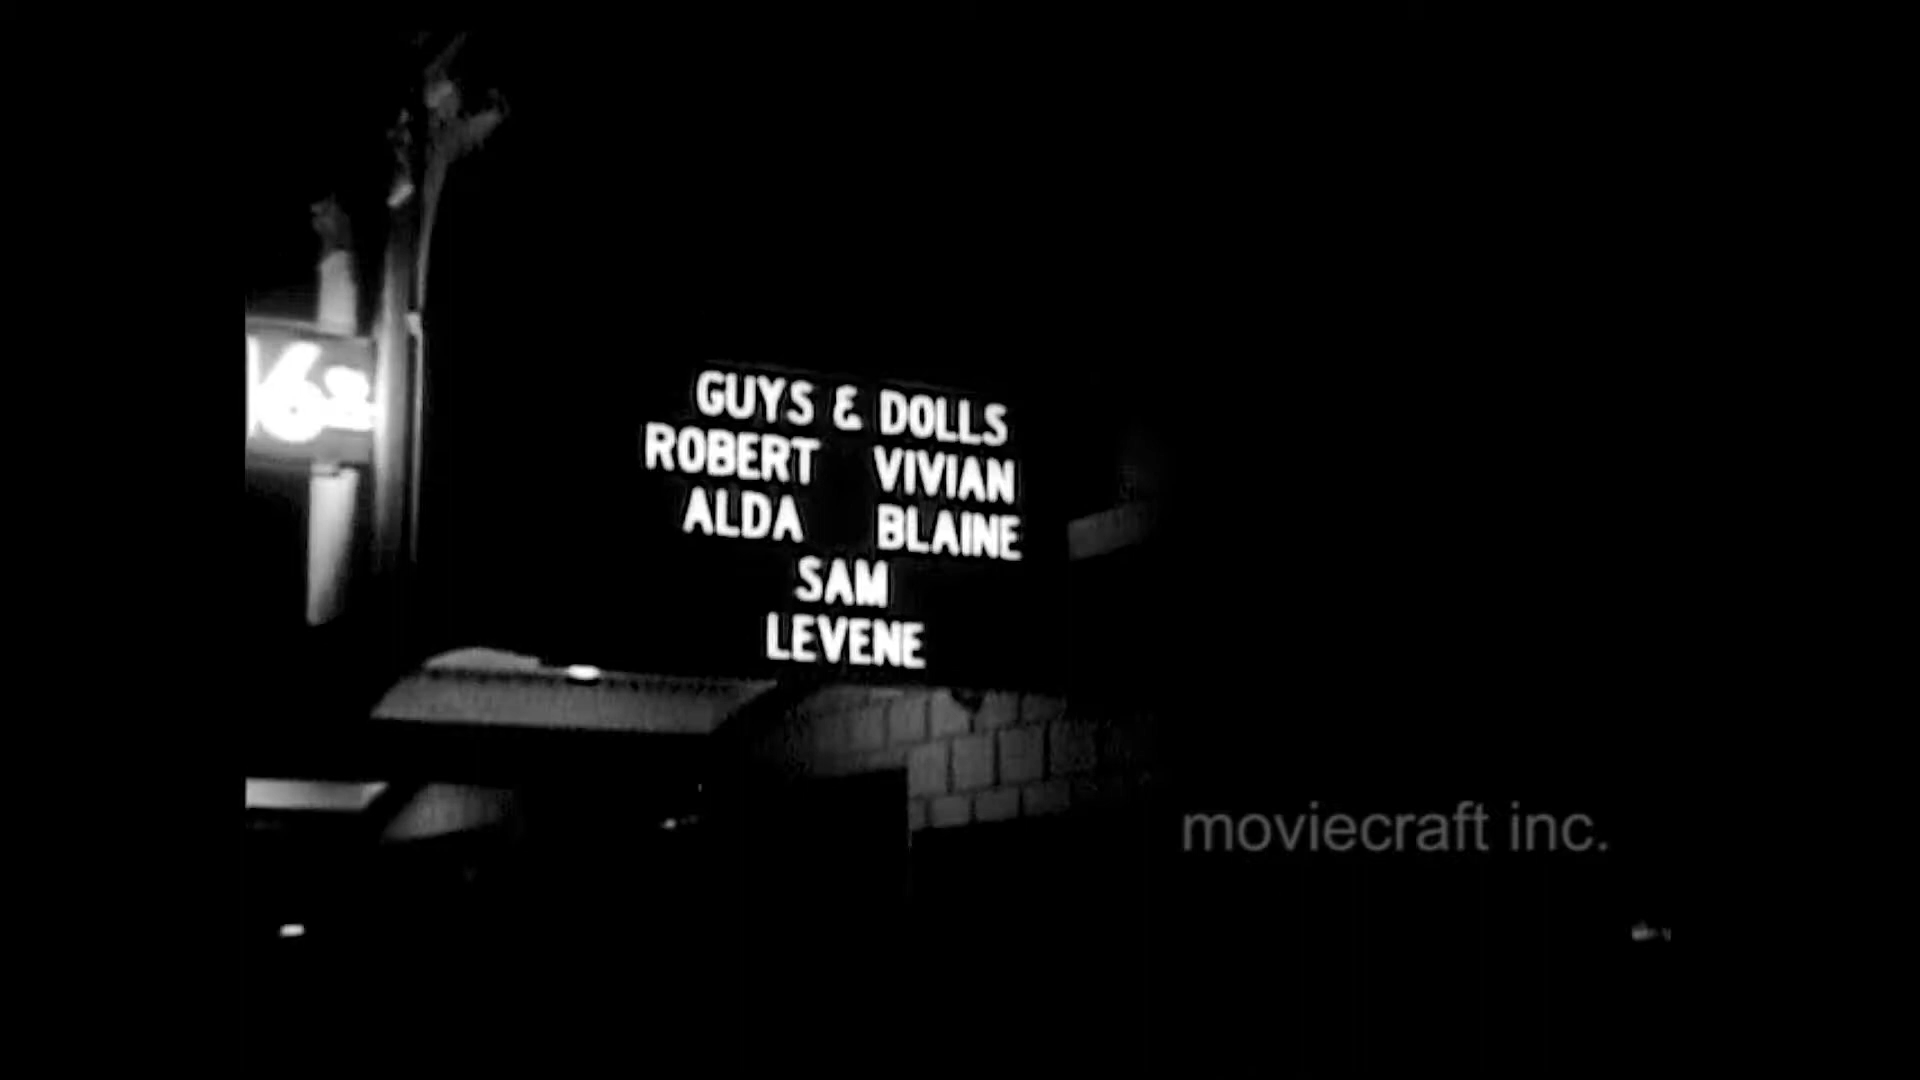 GUYS & DOLLS
ROBERT VIVIAN
ALDA BLAINE
SAM
LEVENE
moviecraft inc.